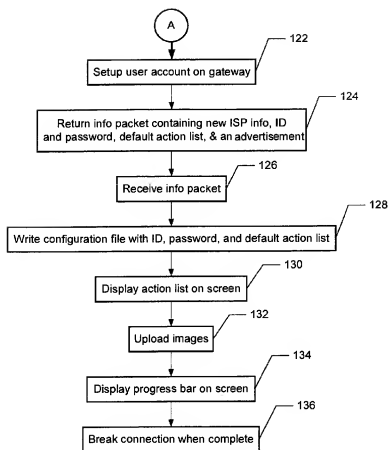 A
122
Setup user account on gateway
124
Return info packet containing new ISP info, ID
and password, default action list, & an advertisement
126
Receive info packet
128
Write configuration file with ID, password, and default action list
130
Display action list on screen
132
Upload images
134
Display progress bar on screen
136
Break connection when complete